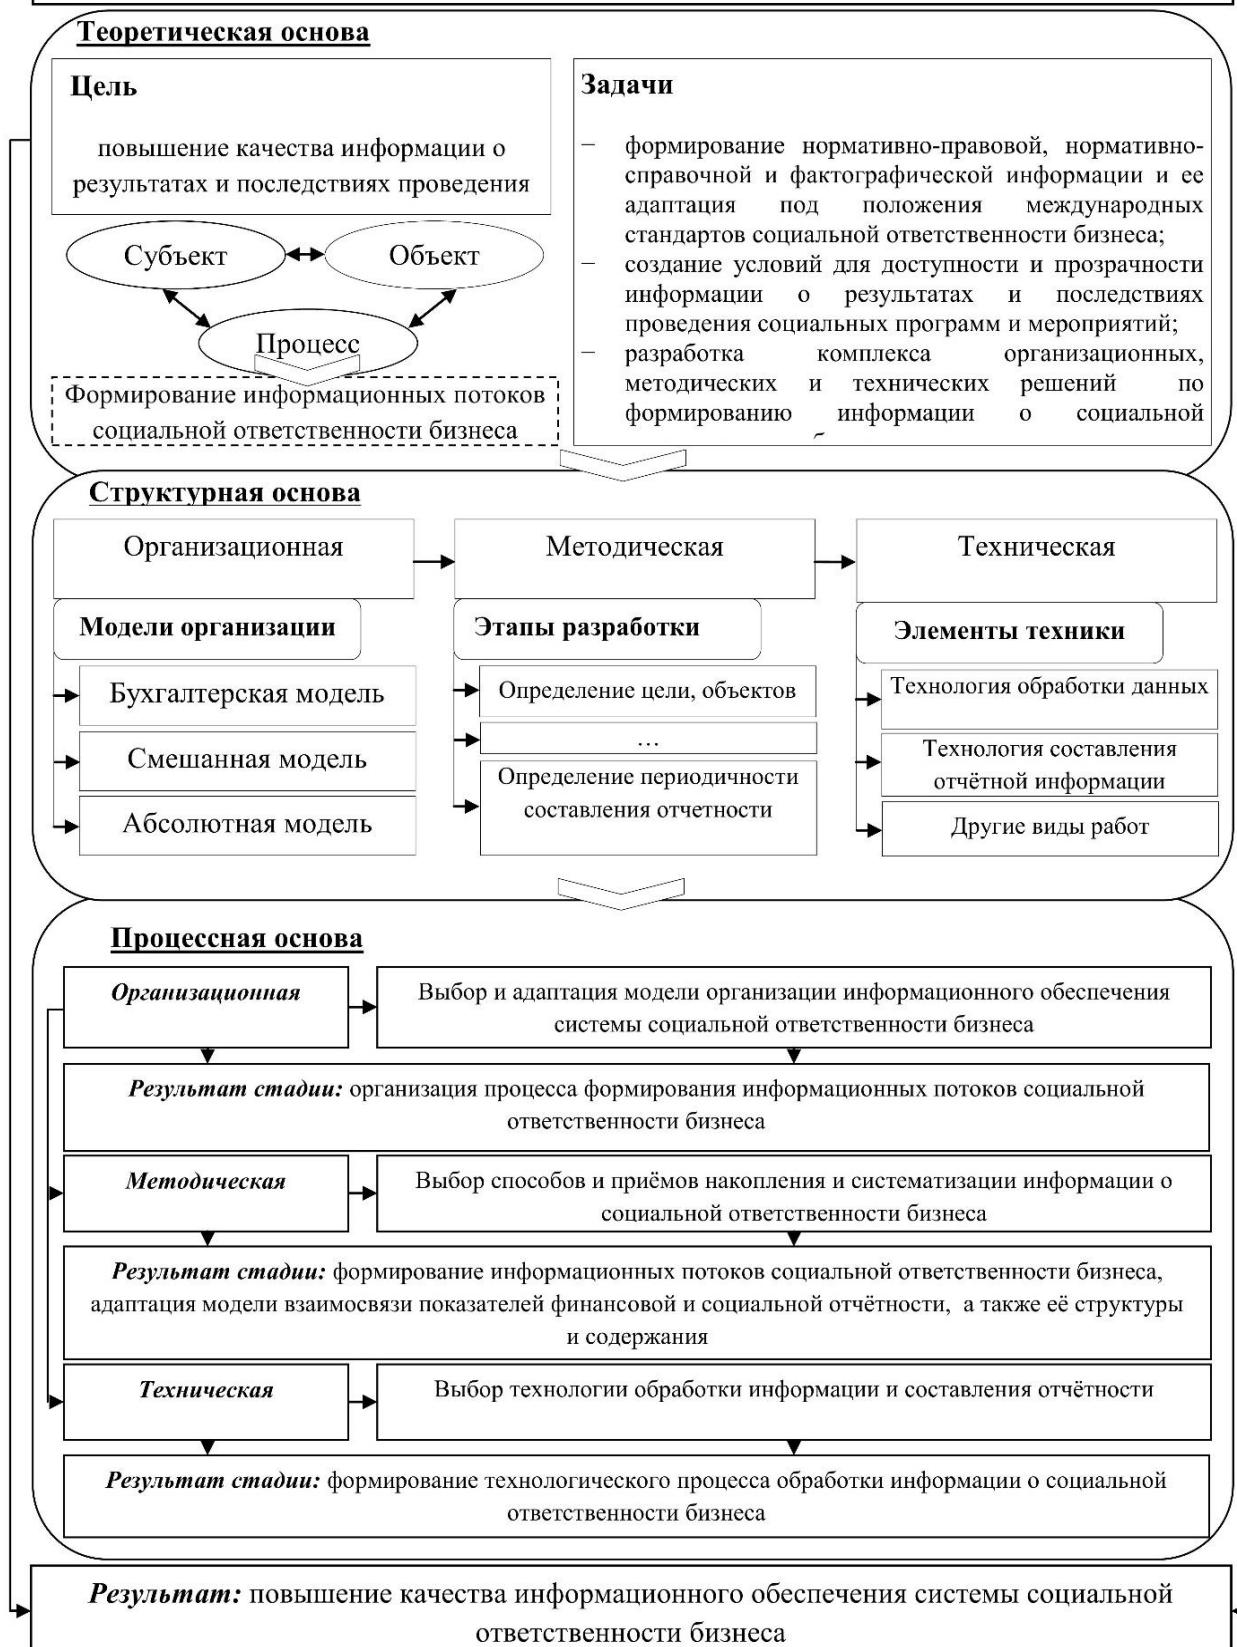 Теоретическая основа
Цель
повышение качества информации о
результатах и последствиях проведения
Субъект
Объект
Процесс
Формирование информационных потоков
социальной ответственности бизнеса
Задачи
– формирование нормативно-правовой, нормативно-
справочной и фактографической информации и ее
адаптация под положения международных
стандартов социальной ответственности бизнеса;
– создание условий для доступности и прозрачности
информации о результатах и последствиях
проведения социальных программ и мероприятий;
– разработка комплекса организационных,
методических и технических решений по
формированию информации о социальной
Структурная основа
Организационная
Методическая
Техническая
Модели организации
Бухгалтерская модель
Смешанная модель
Абсолютная модель
Этапы разработки
Определение цели, объектов
...
Определение периодичности
составления отчетности
Элементы техники
Технология обработки данных
Технология составления
отчётной информации
Другие виды работ
Процессная основа
Организационная
Выбор и адаптация модели организации информационного обеспечения
системы социальной ответственности бизнеса
Результат стадии: организация процесса формирования информационных потоков социальной
ответственности бизнеса
Методическая
Выбор способов и приёмов накопления и систематизации информации о
социальной ответственности бизнеса
Результат стадии: формирование информационных потоков социальной ответственности бизнеса,
адаптация модели взаимосвязи показателей финансовой и социальной отчётности, а также её структуры
и содержания
Техническая
Выбор технологии обработки информации и составления отчётности
Результат стадии: формирование технологического процесса обработки информации о социальной
ответственности бизнеса
Результат: повышение качества информационного обеспечения системы социальной
ответственности бизнеса